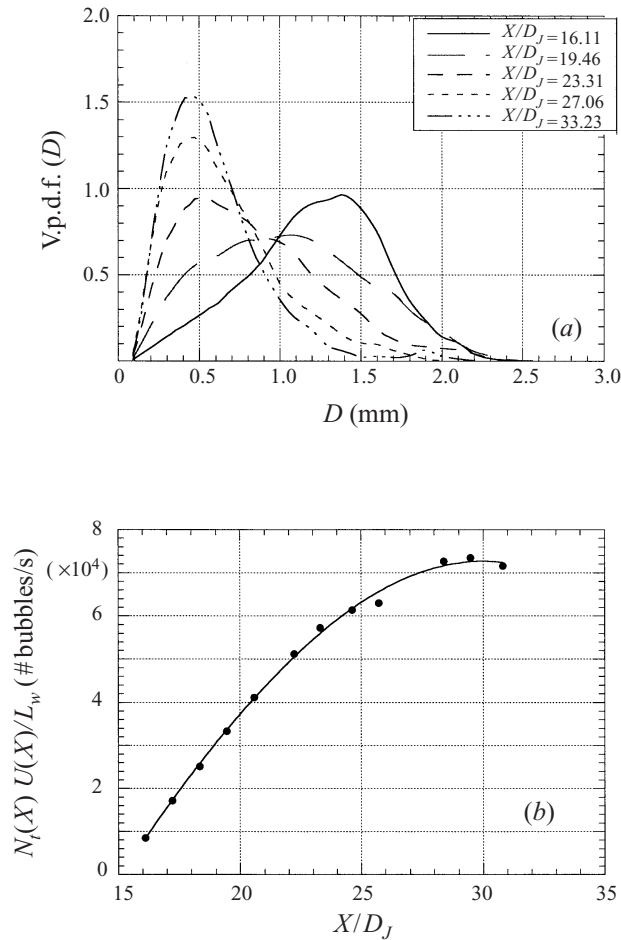 2.0
1.5
1.0
0.5
V.p.d.f. (D)
X/D_J = 16.11
X/D_J = 19.46
X/D_J = 23.31
X/D_J = 27.06
X/D_J = 33.23
(a)
0 0.5 1.0 1.5 2.0 2.5 3.0
D (mm)
8
(×10⁴)
6
4
2
0
N_t(X) U(X)/L_w (# bubbles/s)
(b)
15 20 25 30 35
X/D_J